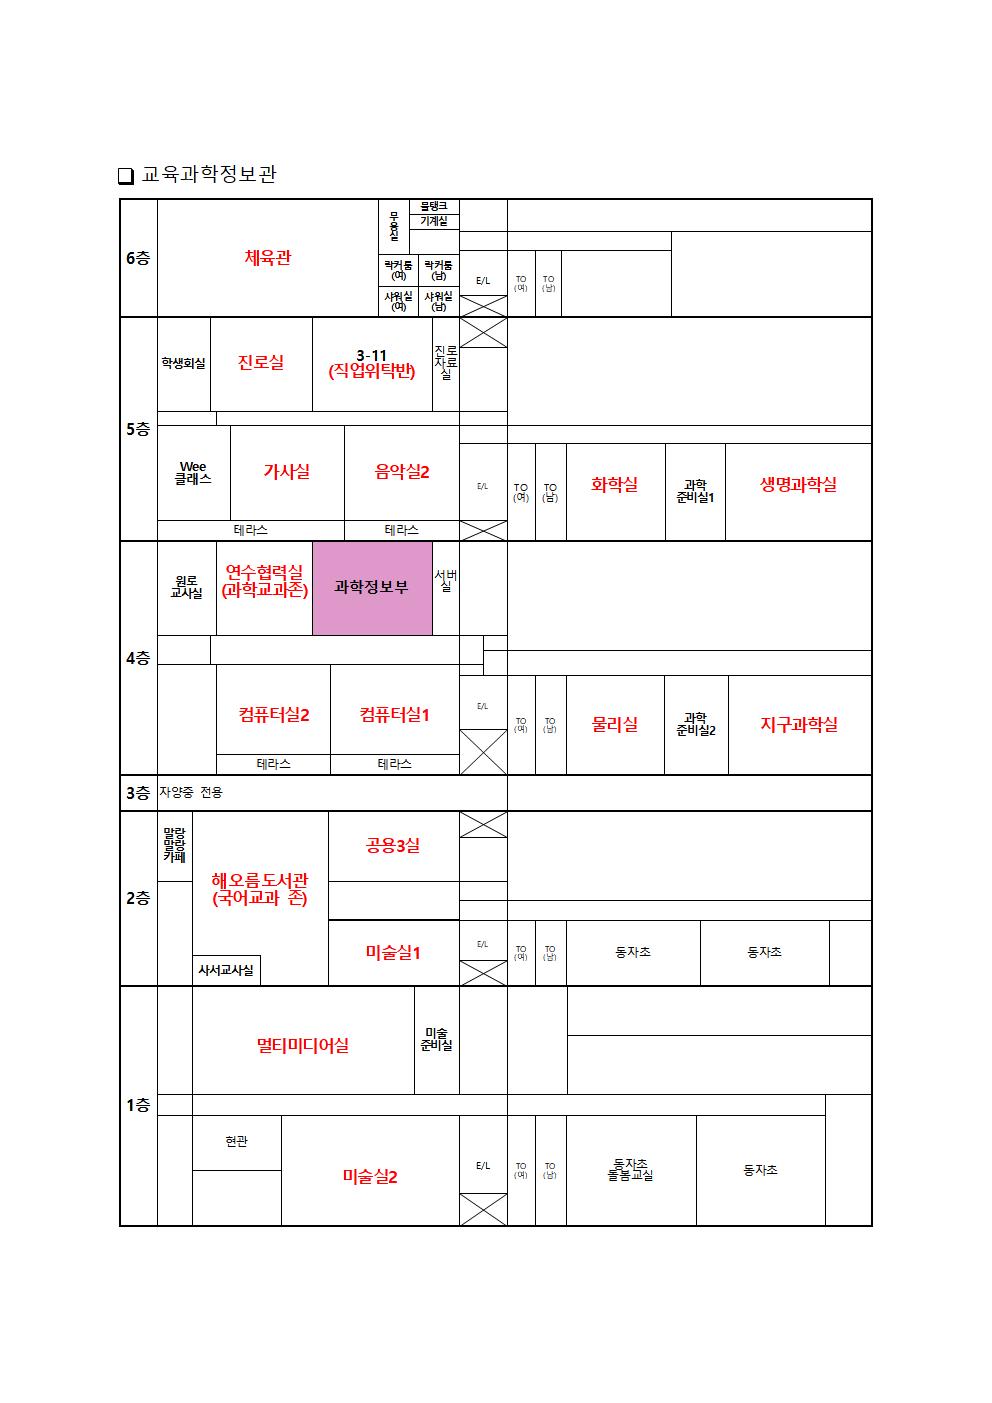 ❏ 교육과학정보관
6층
체육관
무
용
실
물탱크
기계실
락커룸
(여)
락커룸
(남)
샤워실
(여)
샤워실
(남)
E/L
TO
(여)
TO
(남)
5층
학생회실
진로실
3-11
(직업위탁반)
진로
자료
실
Wee
클래스
가사실
음악실2
테라스
테라스
E/L
TO
(여)
TO
(남)
화학실
과학
준비실1
생명과학실
4층
원로
교사실
연수협력실
(과학교과존)
과학정보부
서버
실
컴퓨터실2
컴퓨터실1
테라스
테라스
E/L
TO
(여)
TO
(남)
물리실
과학
준비실2
지구과학실
3층
자양중 전용
2층
말랑
말랑
카페
해오름도서관
(국어교과 존)
사서교사실
공용3실
미술실1
E/L
TO
(여)
TO
(남)
동자초
동자초
1층
멀티미디어실
미술
준비실
현관
미술실2
E/L
TO
(여)
TO
(남)
동자초
돌봄교실
동자초